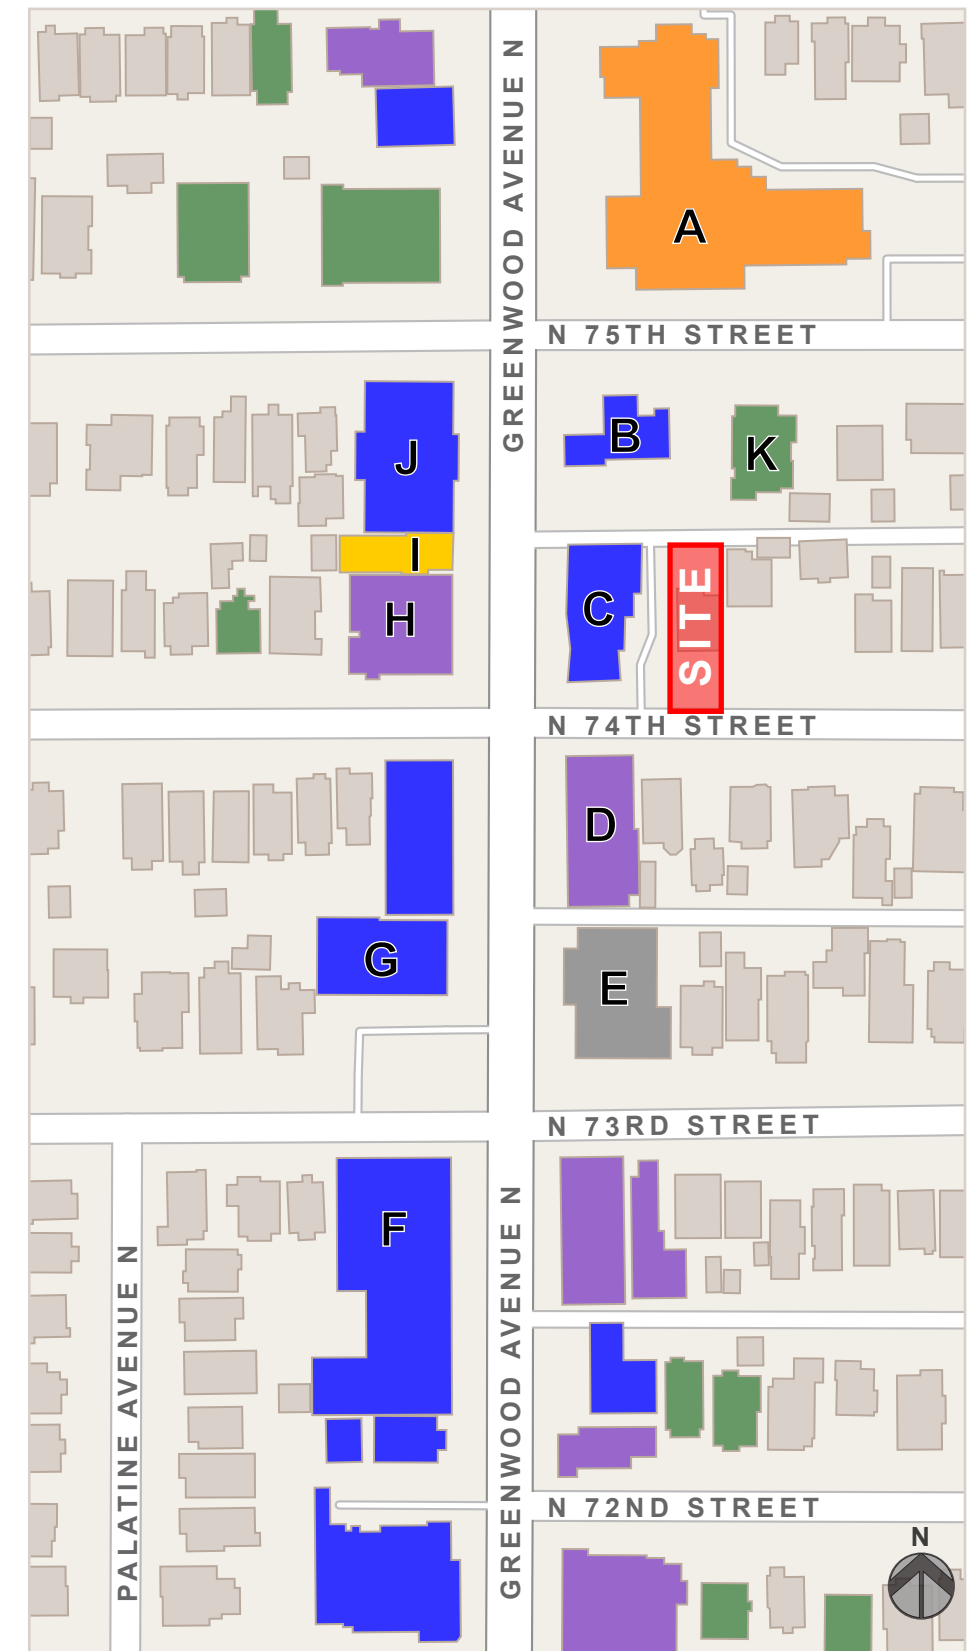 GREENWOOD AVENUE N
A
N 75TH STREET
B
K
J
I
C
SITE
H
N 74TH STREET
D
G
E
N 73RD STREET
F
PALATINE AVENUE N
GREENWOOD AVENUE N
N 72ND STREET
N